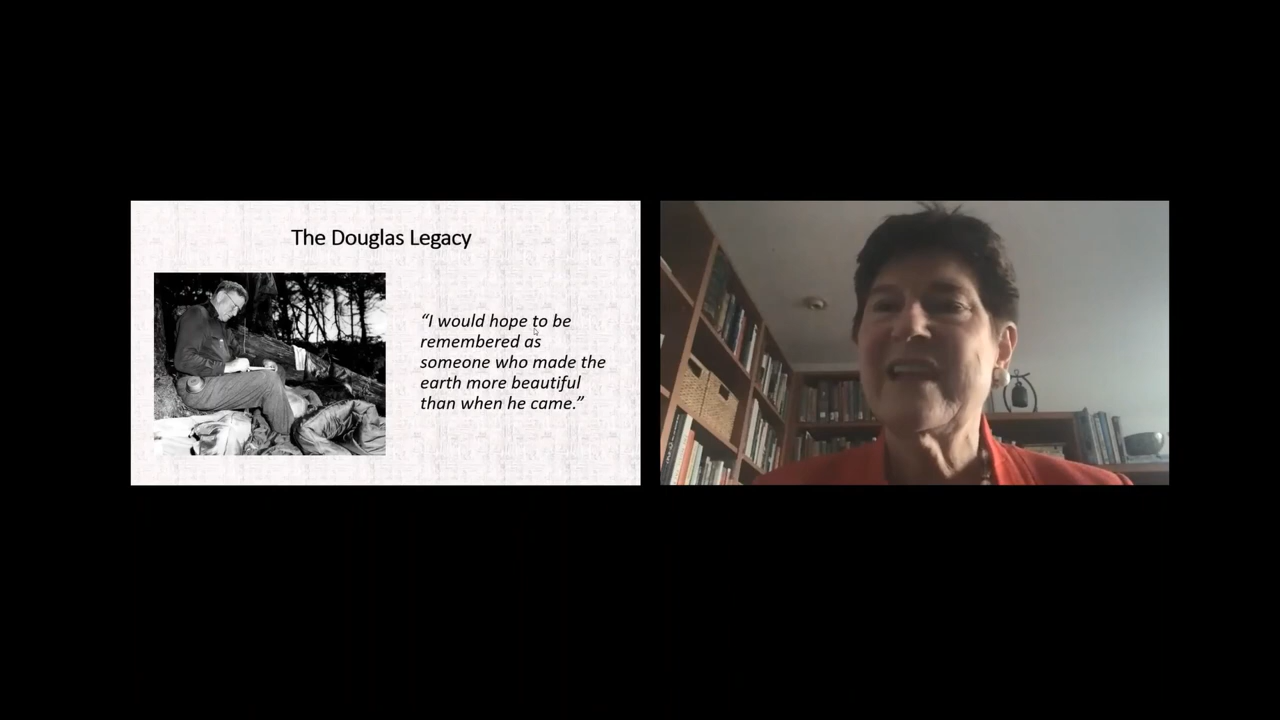 The Douglas Legacy
“I would hope to be
remembered as
someone who made the
earth more beautiful
than when he came.”